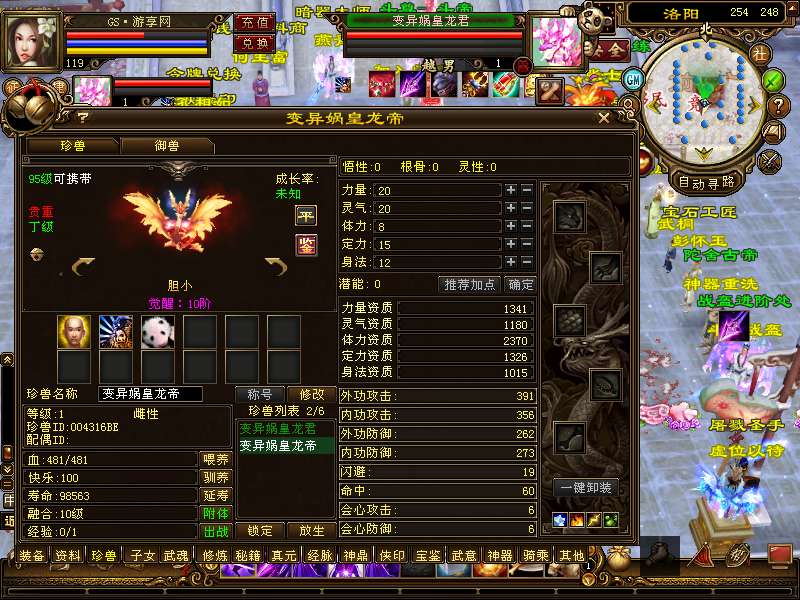 GS·游享网
充值
兑换
119
变异娲皇龙君
越.男
1
1
洛阳 254 248
北
社
GM
自动寻路
令牌兑换
宝石工匠
武桐
彭怀玉
陀舍古帝
神器重洗
战盔进阶处
屠戮圣手
虚位以待
变异娲皇龙帝
珍兽 御兽
95级可携带
成长率:
未知
贵重
丁级
平
鉴
胆小
觉醒:10阶
珍兽名称 变异娲皇龙帝
称号 修改
等级:1 雌性
珍兽ID:004316BE
配偶ID:
珍兽列表 2/6
变异娲皇龙君
变异娲皇龙帝
血:481/481 喂养
快乐:100 驯养
寿命:98563 延寿
融合:10级 附体
经验:0/1 出战
锁定 放生
悟性:0 根骨:0 灵性:0
力量:20
灵气:20
体力:8
定力:15
身法:12
潜能:0 推荐加点 确定
力量资质 1341
灵气资质 1180
体力资质 2370
定力资质 1326
身法资质 1015
外功攻击: 391
内功攻击: 356
外功防御: 262
内功防御: 273
闪避: 19
命中: 60
会心攻击: 6
会心防御: 6
一键卸装
装备 资料 珍兽 子女 武魂 修炼 秘籍 真元 经脉 神鼎 侠印 宝鉴 武意 神器 骑乘 其他
1